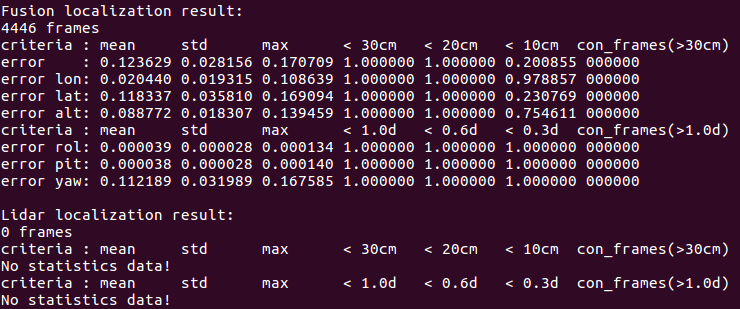 Fusion localization result:
4446 frames
criteria : mean     std      max      < 30cm   < 20cm   < 10cm  con_frames(>30cm)
error    : 0.123629 0.028156 0.170709 1.000000 1.000000 0.200855 000000
error lon: 0.020440 0.019315 0.108639 1.000000 1.000000 0.978857 000000
error lat: 0.118337 0.035810 0.169094 1.000000 1.000000 0.230769 000000
error alt: 0.088772 0.018307 0.139459 1.000000 1.000000 0.754611 000000
criteria : mean     std      max      < 1.0d   < 0.6d   < 0.3d  con_frames(>1.0d)
error rol: 0.000039 0.000028 0.000134 1.000000 1.000000 1.000000 000000
error pit: 0.000038 0.000028 0.000140 1.000000 1.000000 1.000000 000000
error yaw: 0.112189 0.031989 0.167585 1.000000 1.000000 1.000000 000000

Lidar localization result:
0 frames
criteria : mean     std      max      < 30cm   < 20cm   < 10cm  con_frames(>30cm)
No statistics data!
criteria : mean     std      max      < 1.0d   < 0.6d   < 0.3d  con_frames(>1.0d)
No statistics data!